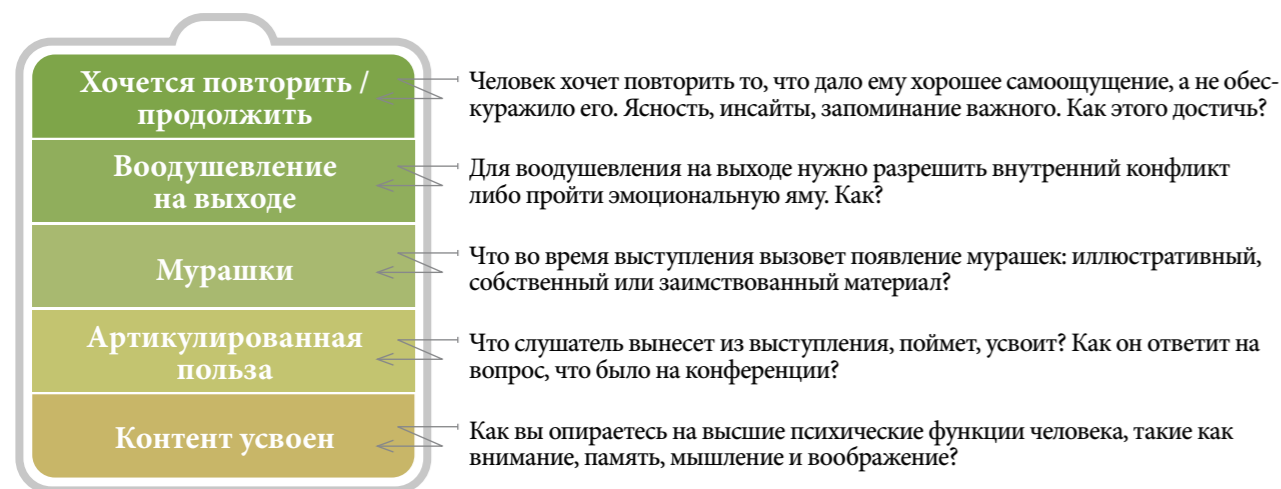 Хочется повторить /
продолжить
Человек хочет повторить то, что дало ему хорошее самоощущение, а не обес-
куражило его. Ясность, инсайты, запоминание важного. Как этого достичь?
Воодушевление
на выходе
Для воодушевления на выходе нужно разрешить внутренний конфликт
либо пройти эмоциональную яму. Как?
Мурашки
Что во время выступления вызовет появление мурашек: иллюстративный,
собственный или заимствованный материал?
Артикулированная
польза
Что слушатель вынесет из выступления, поймет, усвоит? Как он ответит на
вопрос, что было на конференции?
Контент усвоен
Как вы опираетесь на высшие психические функции человека, такие как
внимание, память, мышление и воображение?